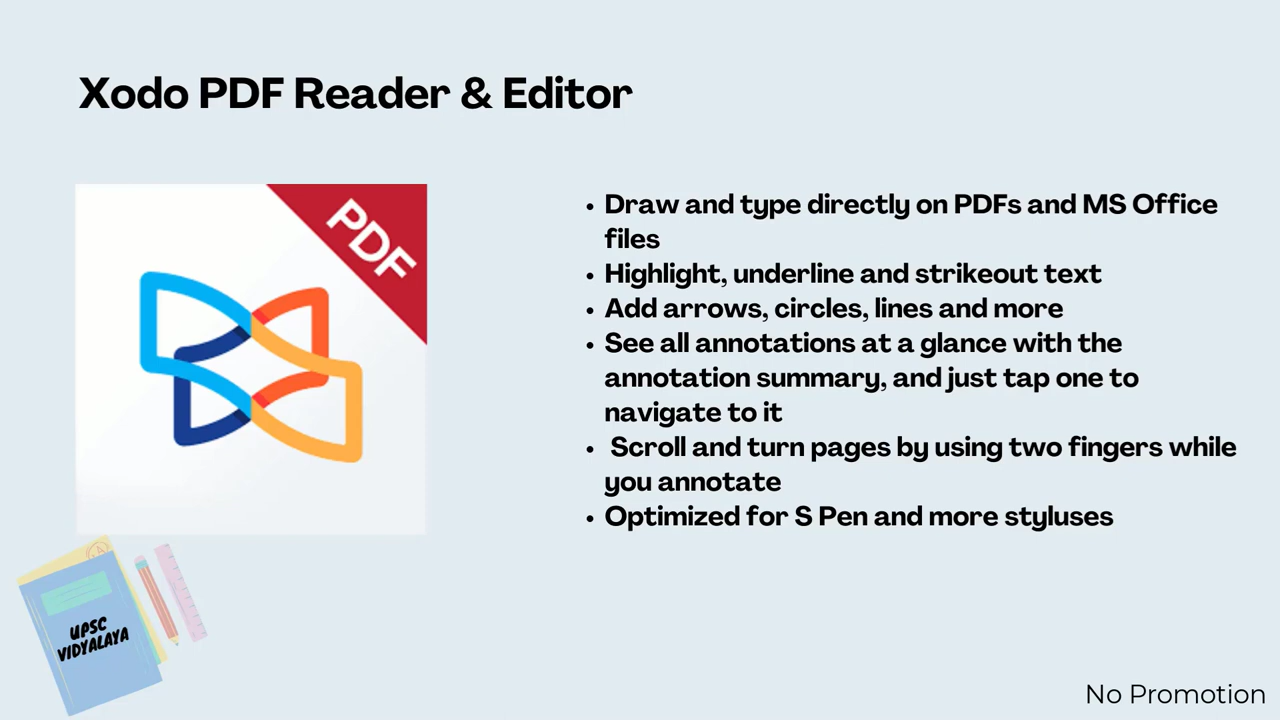 Xodo PDF Reader & Editor
PDF
• Draw and type directly on PDFs and MS Office
files
• Highlight, underline and strikeout text
• Add arrows, circles, lines and more
• See all annotations at a glance with the
annotation summary, and just tap one to
navigate to it
• Scroll and turn pages by using two fingers while
you annotate
• Optimized for S Pen and more styluses
UPSC
VIDYALAYA
No Promotion